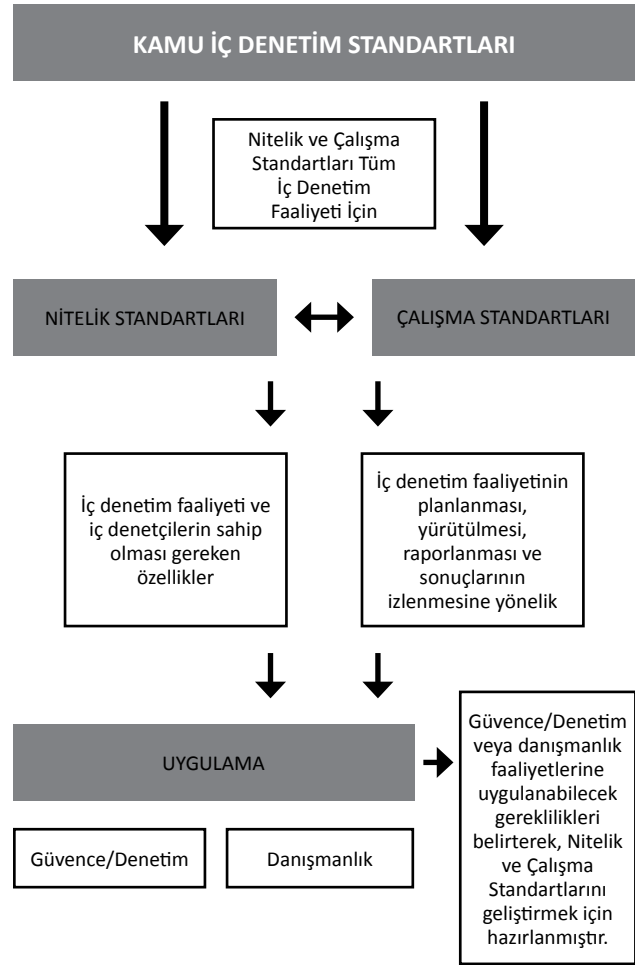 KAMU İÇ DENETİM STANDARTLARI
Nitelik ve Çalışma
Standartları Tüm
İç Denetim
Faaliyeti İçin
NİTELİK STANDARTLARI
ÇALIŞMA STANDARTLARI
İç denetim faaliyeti ve
iç denetçilerin sahip
olması gereken
özellikler
İç denetim faaliyetinin
planlanması,
yürütülmesi,
raporlanması ve
sonuçlarının
izlenmesine yönelik
UYGULAMA
Güvence/Denetim
Danışmanlık
Güvence/Denetim
veya danışmanlık
faaliyetlerine
uygulanabilecek
gereklilikleri
belirterek, Nitelik
ve Çalışma
Standartlarını
geliştirmek için
hazırlanmıştır.